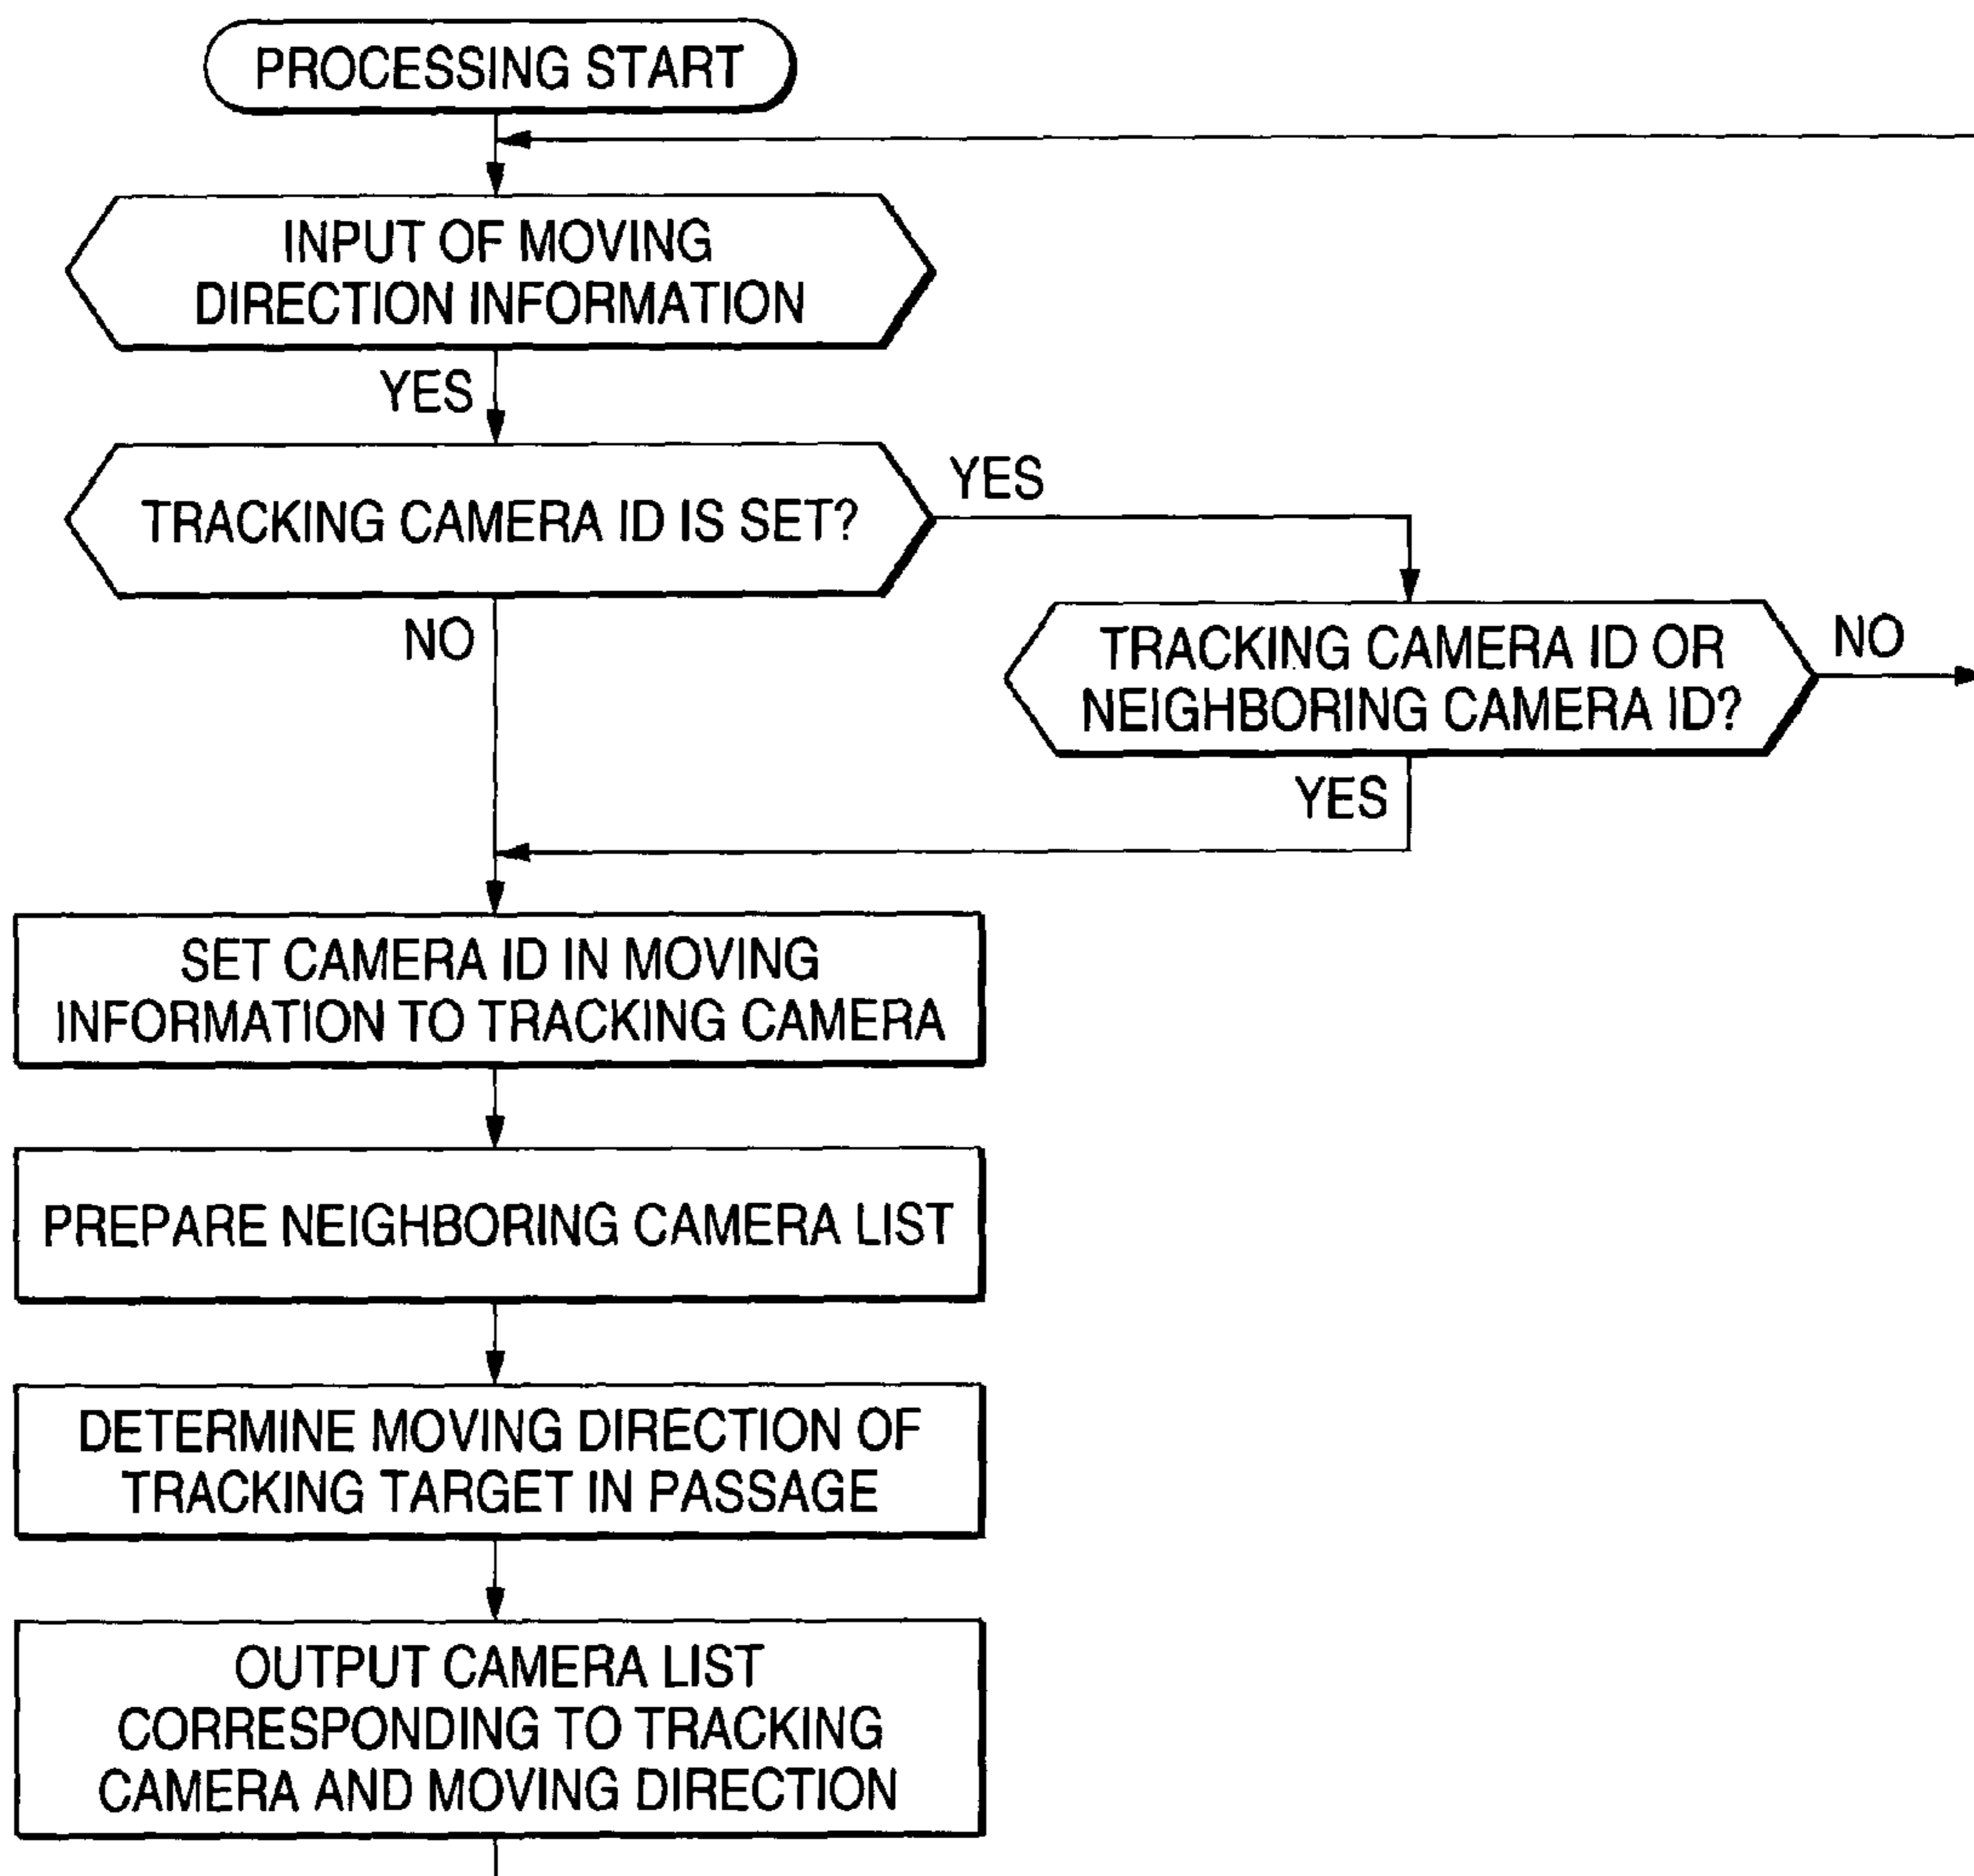 PROCESSING START
INPUT OF MOVING
DIRECTION INFORMATION
YES
TRACKING CAMERA ID IS SET?
YES
NO
TRACKING CAMERA ID OR
NEIGHBORING CAMERA ID?
NO
YES
SET CAMERA ID IN MOVING
INFORMATION TO TRACKING CAMERA
PREPARE NEIGHBORING CAMERA LIST
DETERMINE MOVING DIRECTION OF
TRACKING TARGET IN PASSAGE
OUTPUT CAMERA LIST
CORRESPONDING TO TRACKING
CAMERA AND MOVING DIRECTION